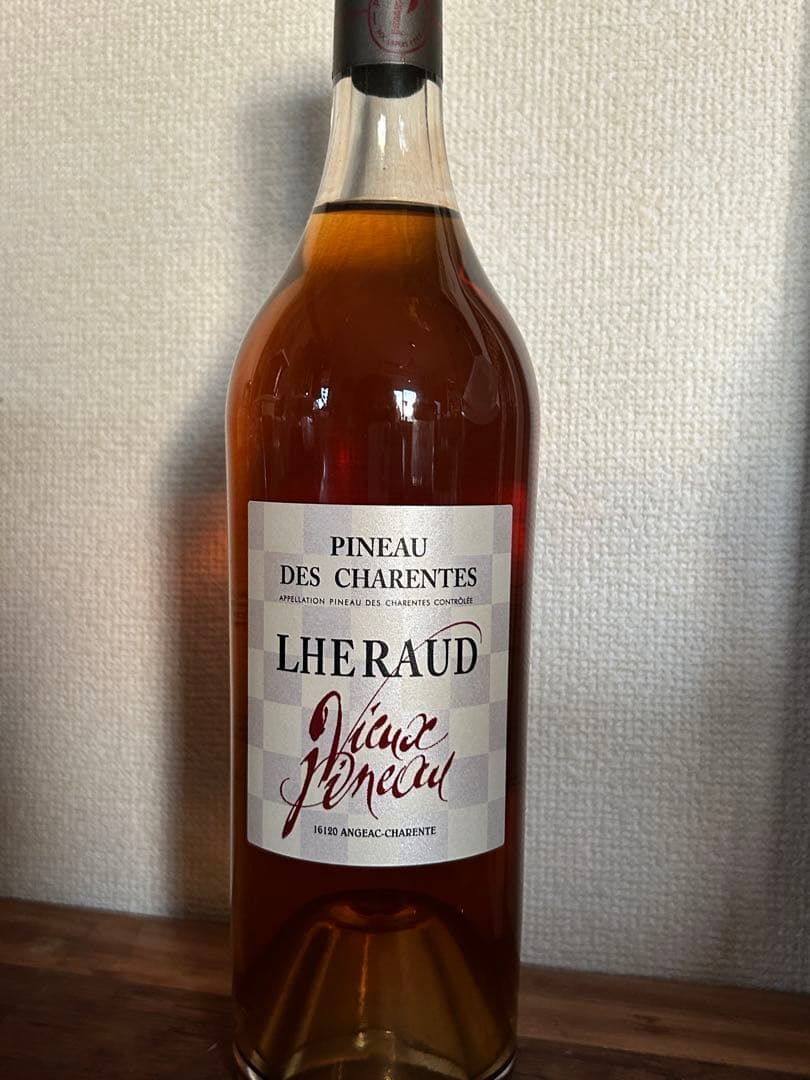 PINEAU
DES CHARENTES
APPELLATION PINEAU DES CHARENTES CONTRÔLÉE
LHERAUD
Vieux
Pineau
16120 ANGEAC-CHARENTE